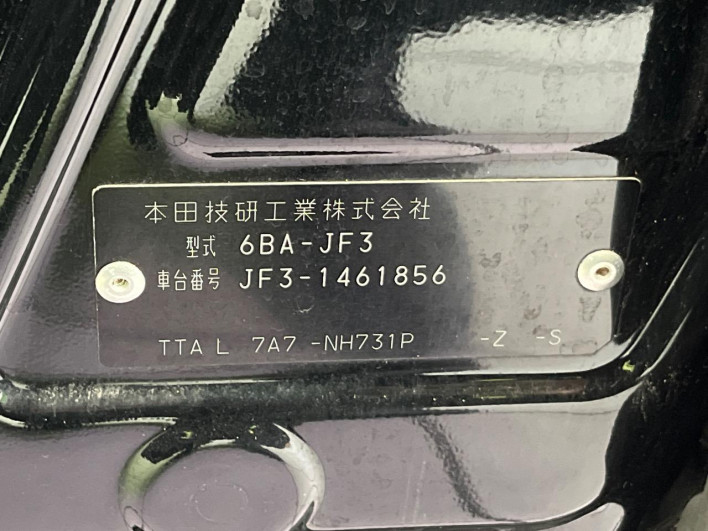 本田技研工業株式会社
型式 6BA-JF3
車台番号 JF3-1461856
TTA L 7A7 -NH731P -Z -S